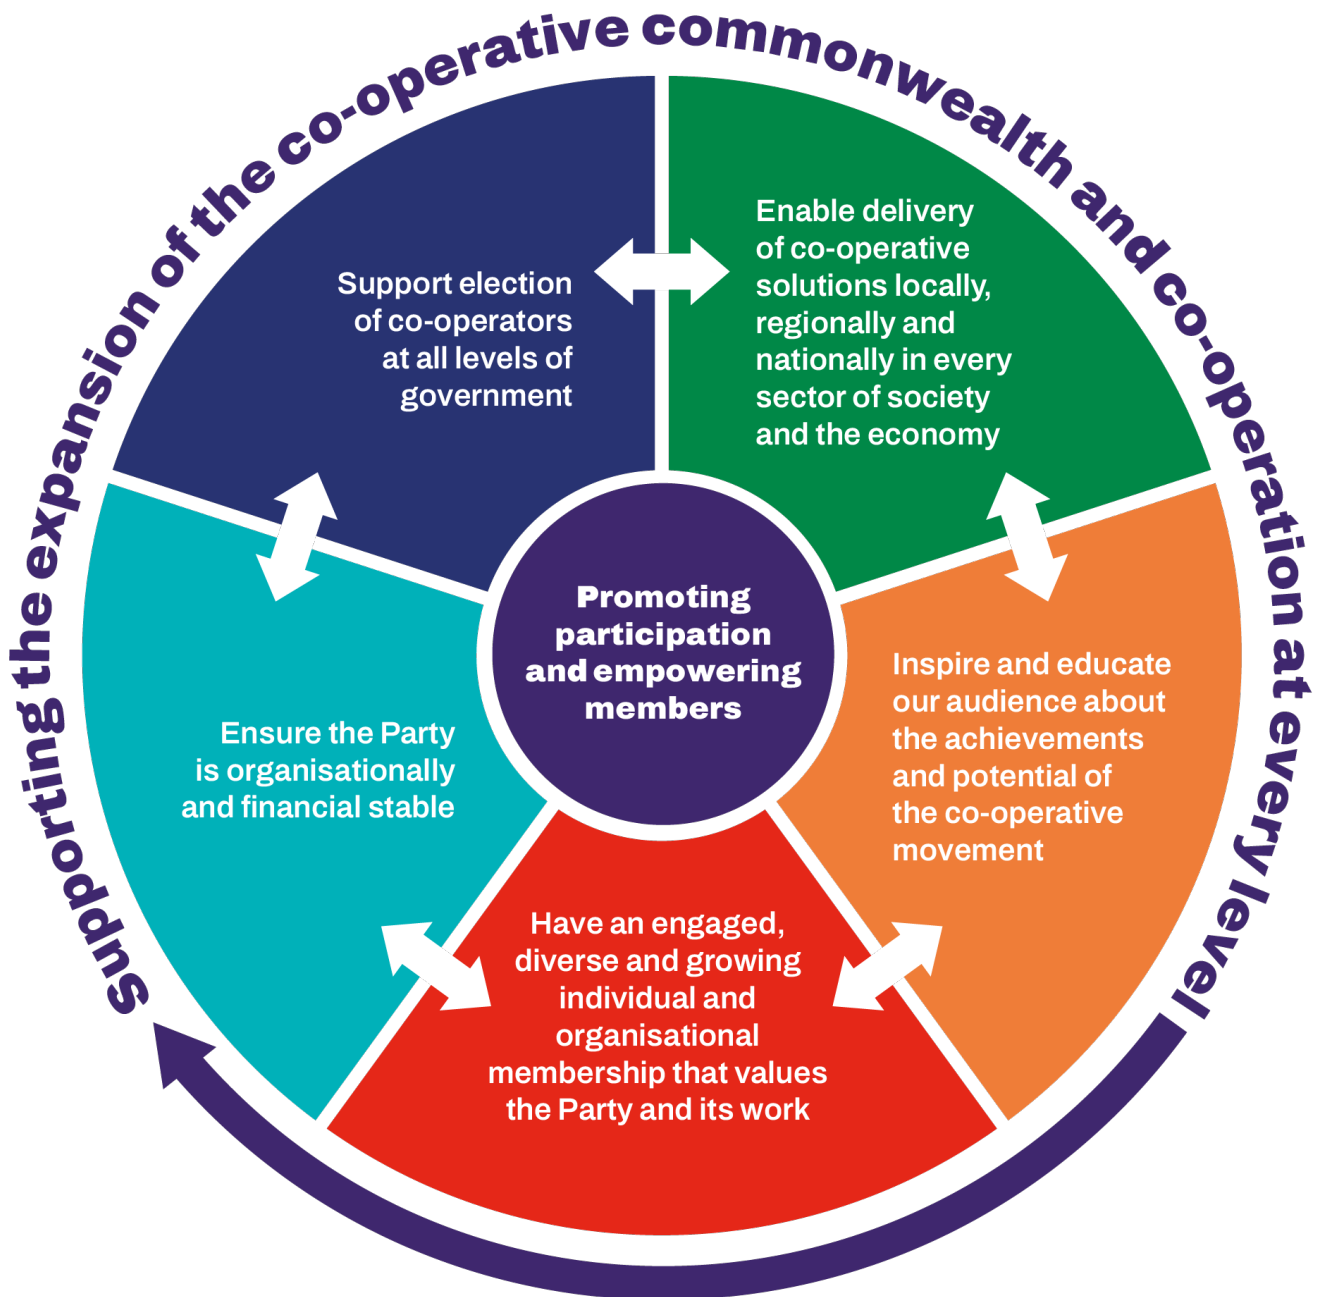 Supporting the expansion of the co-operative commonwealth and co-operation at every level
Support election
of co-operators
at all levels of
government
Enable delivery
of co-operative
solutions locally,
regionally and
nationally in every
sector of society
and the economy
Promoting
participation
and empowering
members
Inspire and educate
our audience about
the achievements
and potential of
the co-operative
movement
Ensure the Party
is organisationally
and financial stable
Have an engaged,
diverse and growing
individual and
organisational
membership that values
the Party and its work